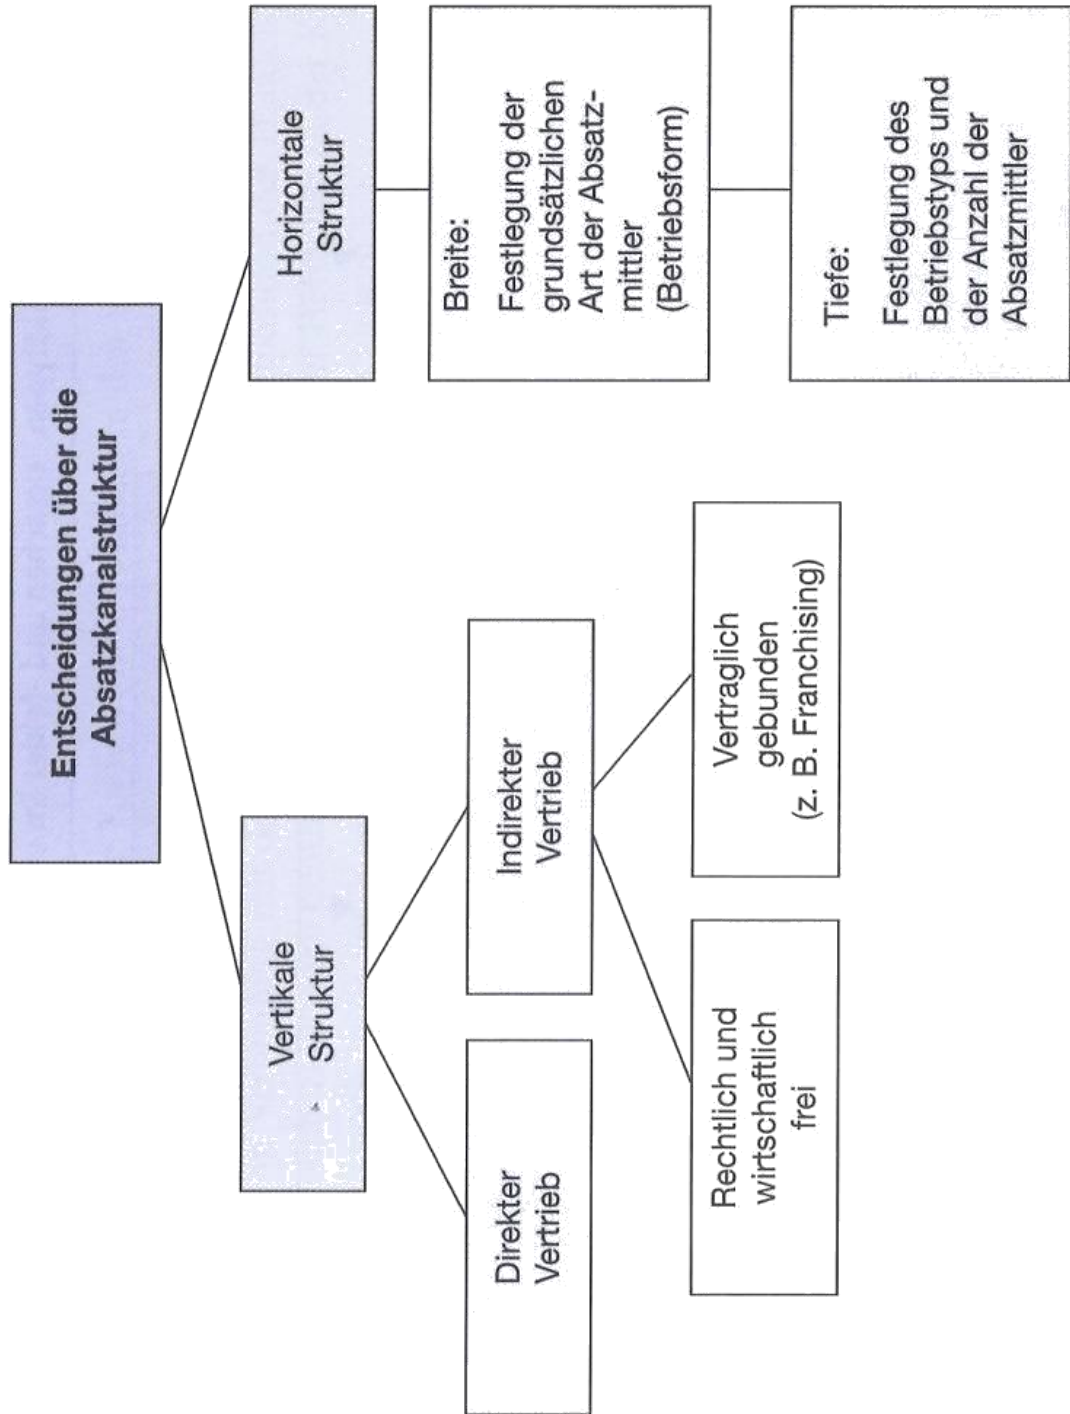 Entscheidungen über die
Absatzkanalstruktur
Vertikale
Struktur
Horizontale
Struktur
Direkter
Vertrieb
Indirekter
Vertrieb
Rechtlich und
wirtschaftlich
frei
Vertraglich
gebunden
(z. B. Franchising)
Breite:
Festlegung der
grundsätzlichen
Art der Absatz-
mittler
(Betriebsform)
Tiefe:
Festlegung des
Betriebstyps und
der Anzahl der
Absatzmittler